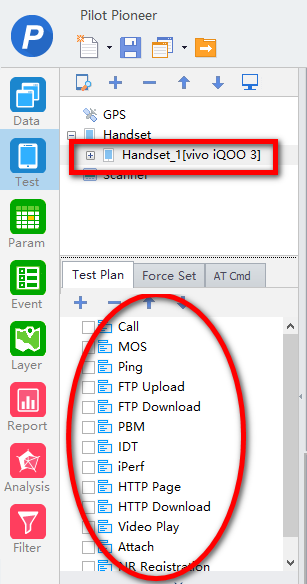 Pilot Pioneer
Data
Test
Param
Event
Layer
Report
Analysis
Filter
GPS
Handset
Handset_1[vivo iQOO 3]
Scanner
Test Plan
Force Set
AT Cmd
Call
MOS
Ping
FTP Upload
FTP Download
PBM
IDT
iPerf
HTTP Page
HTTP Download
Video Play
Attach
NR Registration